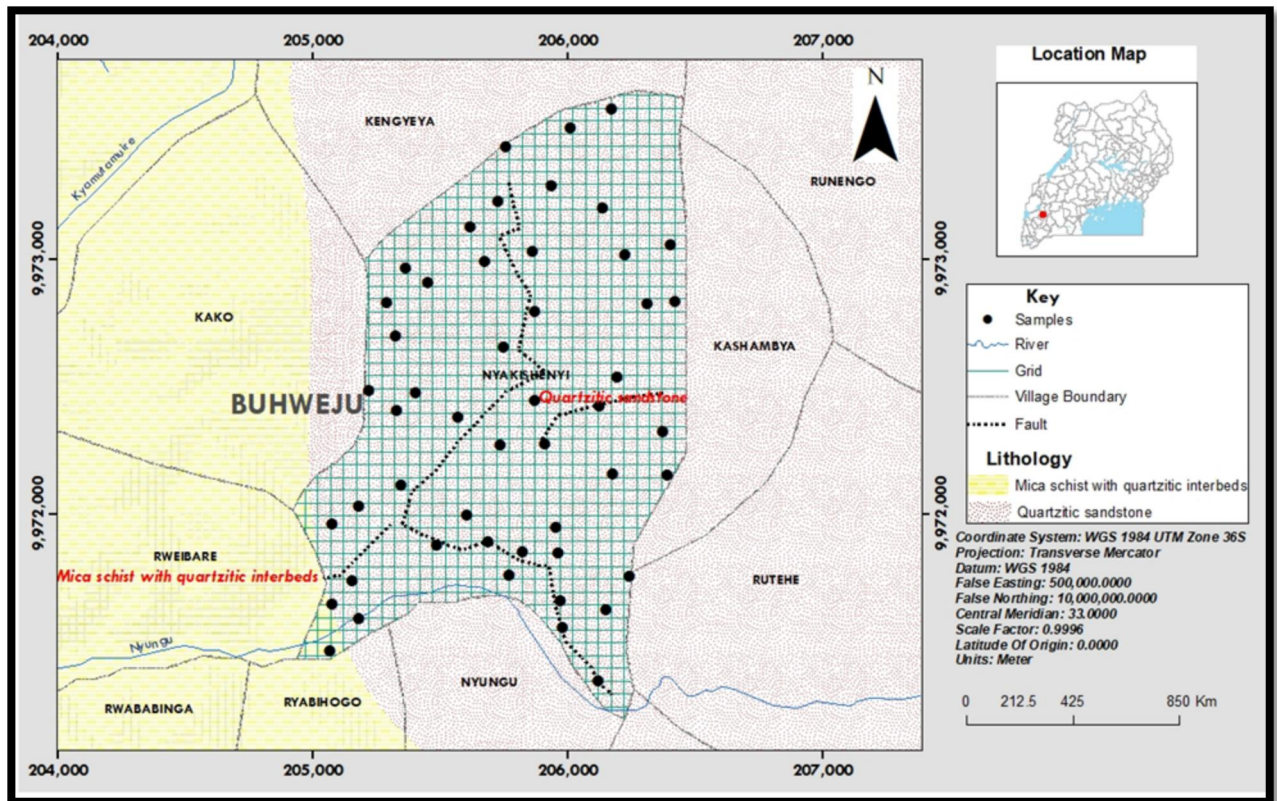 204,000 205,000 206,000 207,000
Location Map
N
KENGYEYA
RUNENGO
Kyamutamuire
9,973,000
9,973,000
KAKO
KASHAMBYA
NYAKISHENYI
BUHWEJU
Quartzitic sandstone
9,972,000
9,972,000
RWEIBARE
Mica schist with quartzitic interbeds
RUTEHE
Nyungu
NYUNGU
RYABIHOGO
RWABABINGA
204,000 205,000 206,000 207,000
Key
Samples
River
Grid
Village Boundary
Fault
Lithology
Mica schist with quartzitic interbeds
Quartzitic sandstone
Coordinate System: WGS 1984 UTM Zone 36S
Projection: Transverse Mercator
Datum: WGS 1984
False Easting: 500,000.0000
False Northing: 10,000,000.0000
Central Meridian: 33.0000
Scale Factor: 0.9996
Latitude Of Origin: 0.0000
Units: Meter
0 212.5 425 850 Km